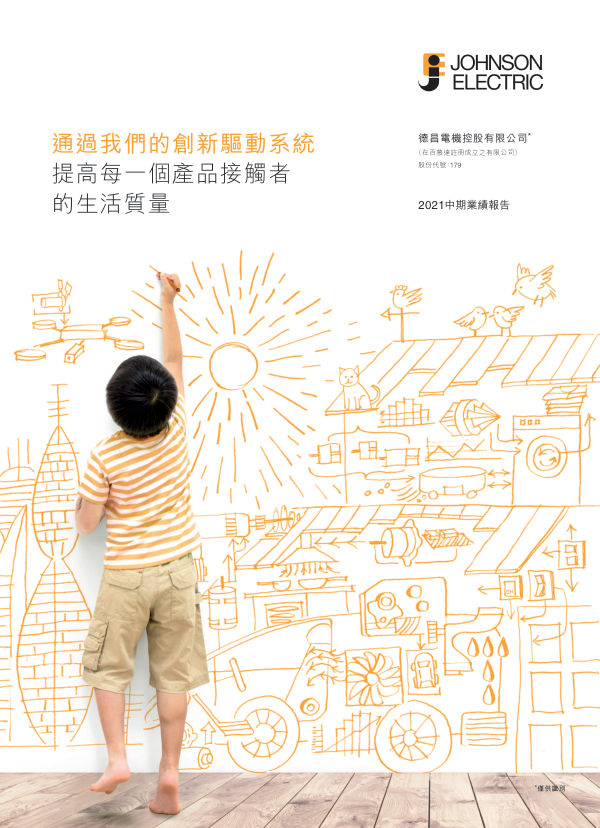 JOHNSON
ELECTRIC
通過我們的創新驅動系統
提高每一個產品接觸者
的生活質量
德昌電機控股有限公司*
(在百慕達註冊成立之有限公司)
股份代號:179
2021中期業績報告
*僅供識別